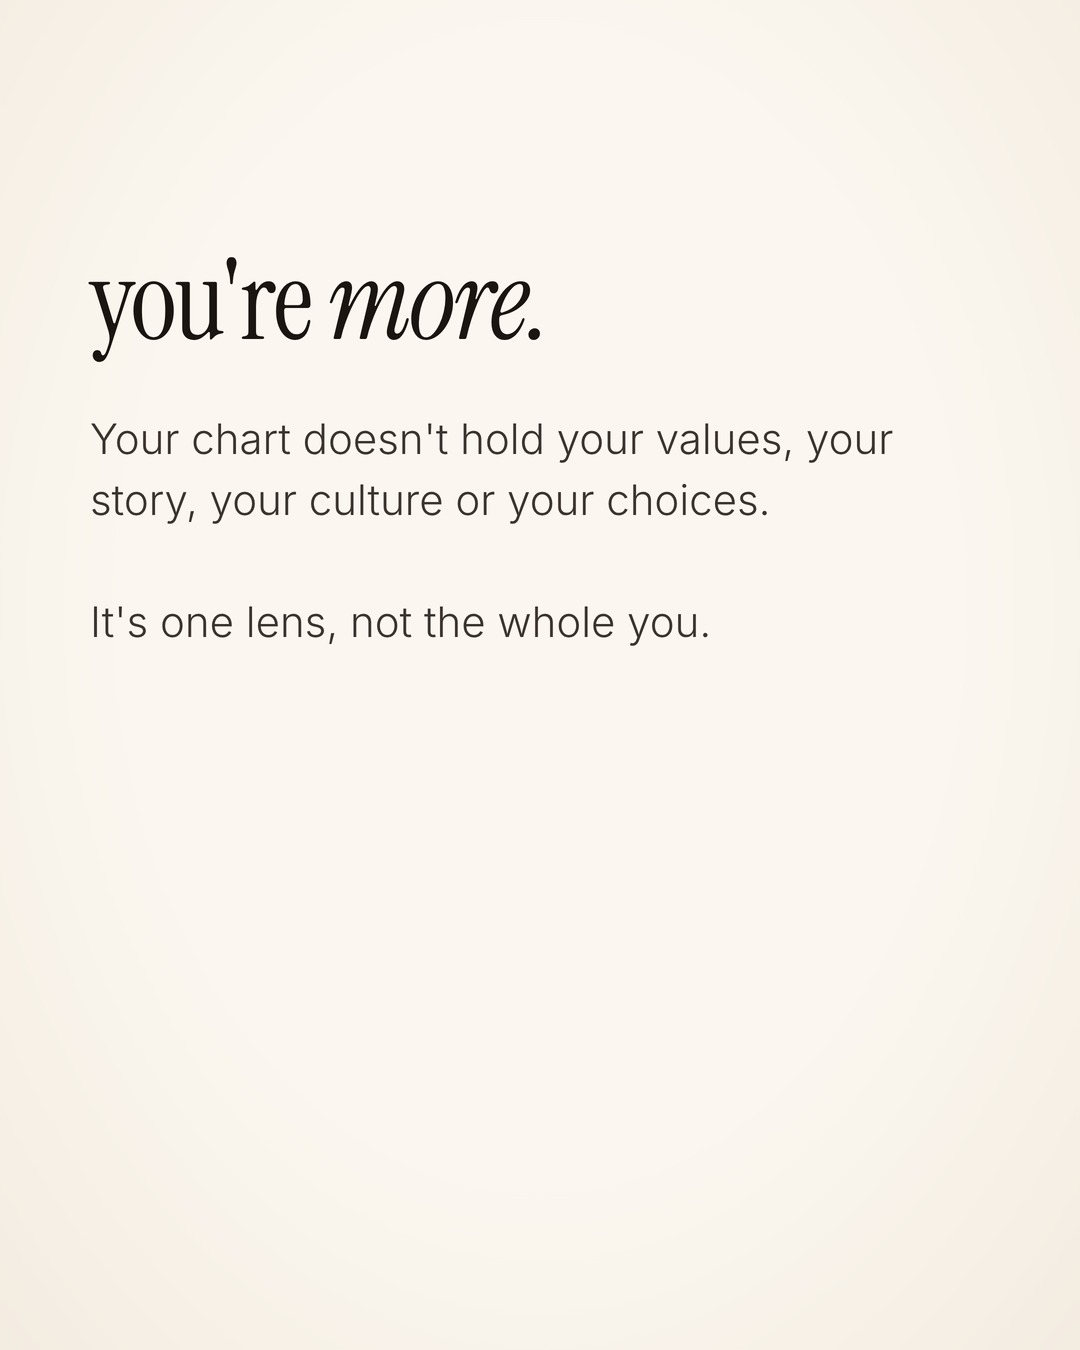 you're more.
Your chart doesn't hold your values, your
story, your culture or your choices.
It's one lens, not the whole you.